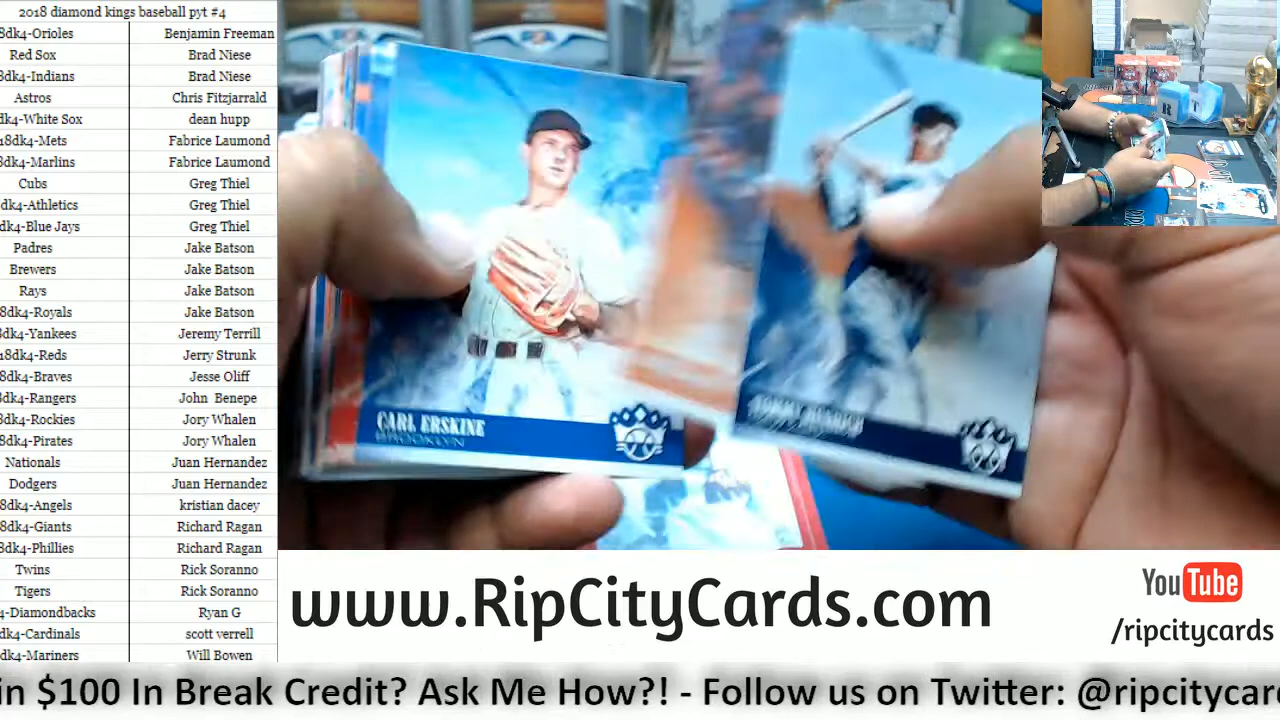 2018 diamond kings baseball pyt #4
8dk4-Orioles Benjamin Freeman
Red Sox Brad Niese
8dk4-Indians Brad Niese
Astros Chris Fitzjarrald
dk4-White Sox dean hupp
18dk4-Mets Fabrice Laumond
8dk4-Marlins Fabrice Laumond
Cubs Greg Thiel
dk4-Athletics Greg Thiel
dk4-Blue Jays Greg Thiel
Padres Jake Batson
Brewers Jake Batson
Rays Jake Batson
8dk4-Royals Jake Batson
8dk4-Yankees Jeremy Terrill
18dk4-Reds Jerry Strunk
8dk4-Braves Jesse Oliff
8dk4-Rangers John Benepe
8dk4-Rockies Jory Whalen
8dk4-Pirates Jory Whalen
Nationals Juan Hernandez
Dodgers Juan Hernandez
8dk4-Angels kristian dacey
8dk4-Giants Richard Ragan
8dk4-Phillies Richard Ragan
Twins Rick Soranno
Tigers Rick Soranno
4-Diamondbacks Ryan G
dk4-Cardinals scott verrell
dk4-Mariners Will Bowen
CARL ERSKINE
BROOKLYN
www.RipCityCards.com
YouTube
/ripcitycards
in $100 In Break Credit? Ask Me How?! - Follow us on Twitter: @ripcitycar